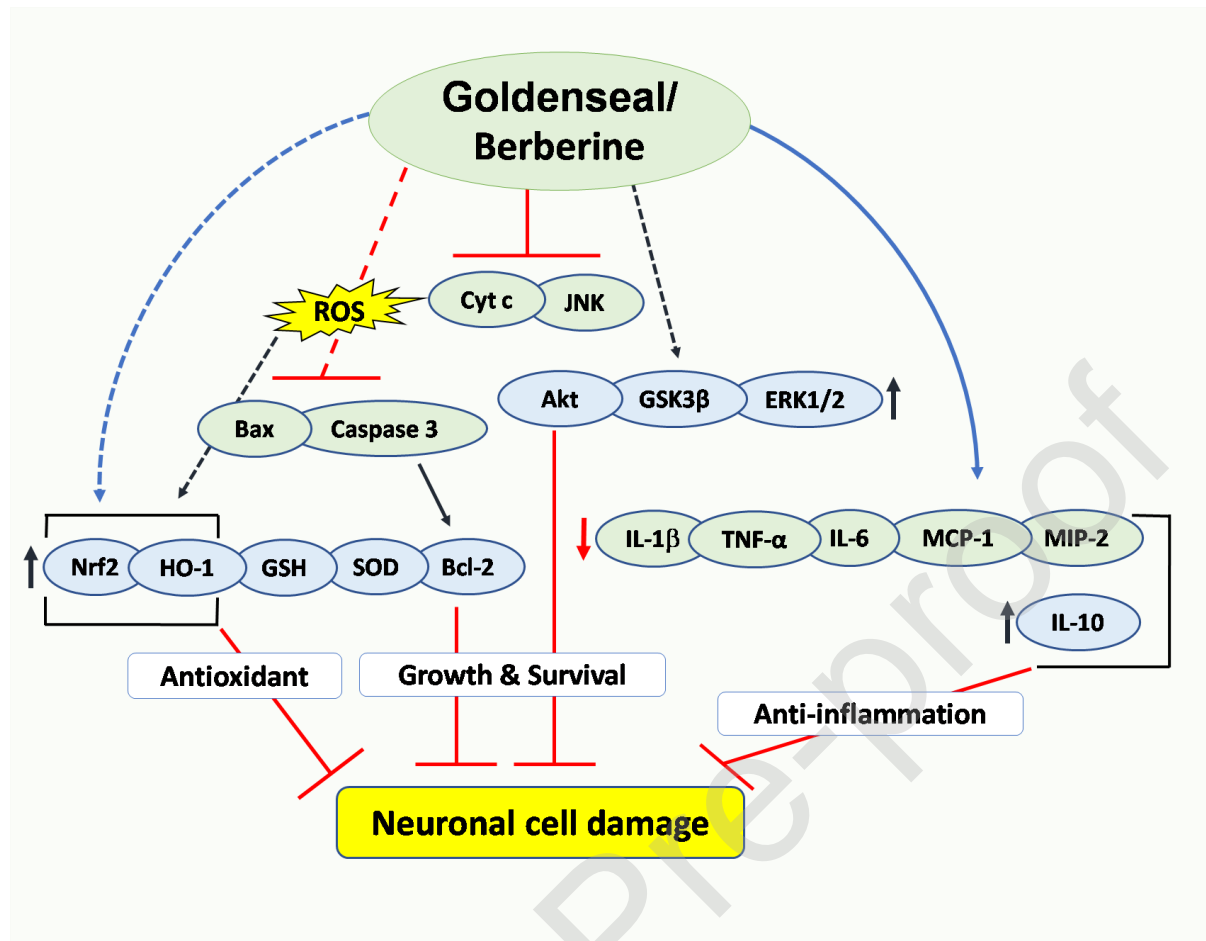 Goldenseal/
Berberine
ROS
Cyt c
JNK
Akt
GSK3β
ERK1/2
Bax
Caspase 3
IL-1β
TNF-α
IL-6
MCP-1
MIP-2
Nrf2
HO-1
GSH
SOD
Bcl-2
IL-10
Antioxidant
Growth & Survival
Anti-inflammation
Neuronal cell damage
Pre-proof